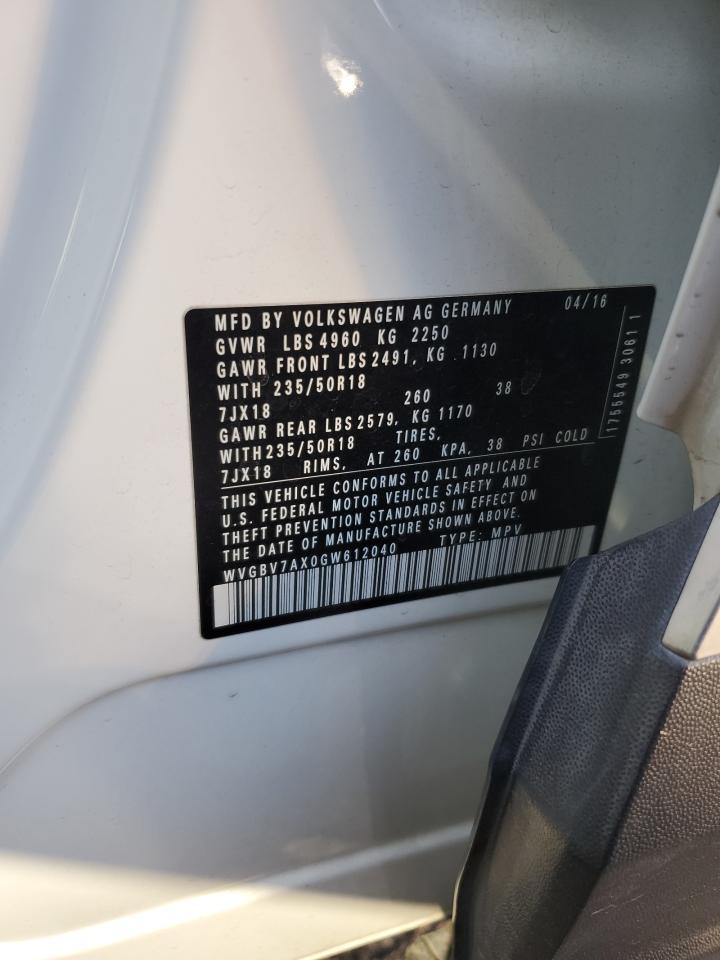 MFD BY VOLKSWAGEN AG GERMANY 04/16
GVWR LBS 4960 KG 2250
GAWR FRONT LBS 2491, KG 1130
WITH 235/50R18
7JX18 260 38
GAWR REAR LBS 2579, KG 1170
WITH 235/50R18 TIRES,
7JX18 RIMS, AT 260 KPA, 38 PSI COLD
THIS VEHICLE CONFORMS TO ALL APPLICABLE
U.S. FEDERAL MOTOR VEHICLE SAFETY AND
THEFT PREVENTION STANDARDS IN EFFECT ON
THE DATE OF MANUFACTURE SHOWN ABOVE.
WVGBV7AX0GW612040 TYPE: MPV
1755549 3061 1